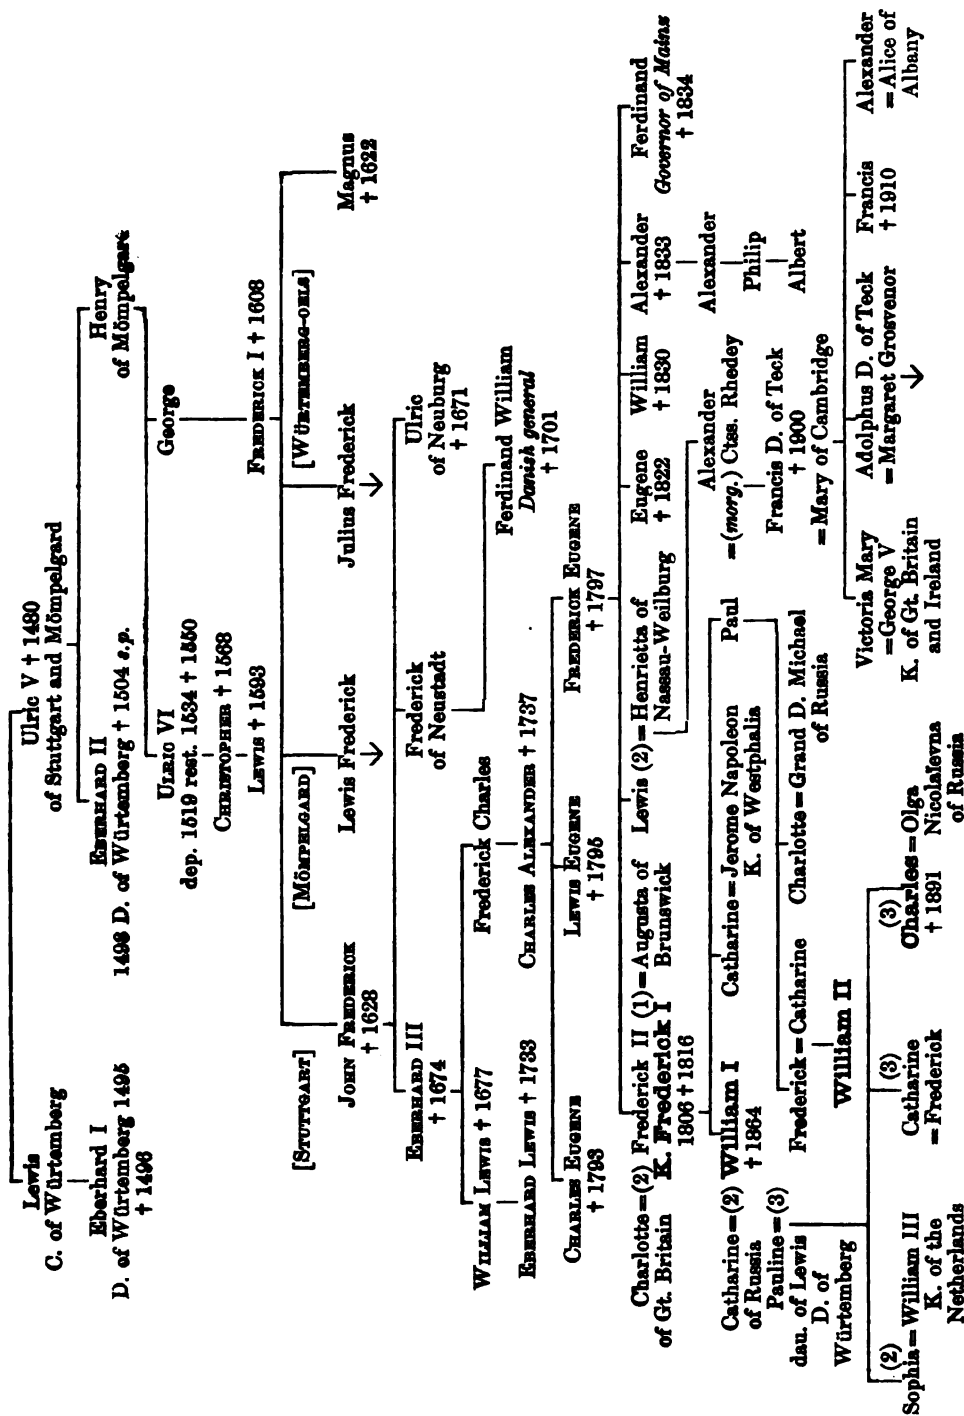 Lewis
C. of Würtemberg
Ulric V † 1480
of Stuttgart and Mömpelgard
Eberhard I
D. of Würtemberg 1495
† 1496
EBERHARD II
1496 D. of Würtemberg † 1504 s.p.
Henry
of Mömpelgard
ULRIC VI
dep. 1519 rest. 1534 † 1550
George
CHRISTOPHER † 1568
LEWIS † 1593
FREDERICK I † 1608
[STUTTGART]
[MÖMPELGARD]
[WÜRTEMBERG-OELS]
JOHN FREDERICK
† 1628
Lewis Frederick
Julius Frederick
Magnus
† 1622
EBERHARD III
† 1674
Frederick
of Neustadt
Ulric
of Neuburg
† 1671
WILLIAM LEWIS † 1677
Frederick Charles
Ferdinand William
Danish general
† 1701
EBERHARD LEWIS † 1733
CHARLES ALEXANDER † 1737
CHARLES EUGENE
† 1793
LEWIS EUGENE
† 1795
FREDERICK EUGENE
† 1797
Charlotte=(2) Frederick II (1)=Augusta of
of Gt. Britain K. Frederick I Brunswick
1806 † 1816
Lewis (2)=Henrietta of
Nassau-Weilburg
Eugene
† 1822
William
† 1830
Alexander
† 1833
Ferdinand
Governor of Mainz
† 1834
Catharine=(2) William I
of Russia † 1864
Pauline=(3)
dau. of Lewis
D. of
Würtemberg
Catharine=Jerome Napoleon
K. of Westphalia
Paul
Alexander
=(morg.) Ctss. Rhedey
Alexander
Frederick=Catharine
Charlotte=Grand D. Michael
of Russia
Francis D. of Teck
† 1900
=Mary of Cambridge
Philip
William II
Albert
(2)
Sophia=William III
K. of the
Netherlands
(3)
Catharine
=Frederick
(3)
Charles=Olga
† 1891 Nicolaïevna
of Russia
Victoria Mary
=George V
K. of Gt. Britain
and Ireland
Adolphus D. of Teck
=Margaret Grosvenor
Francis
† 1910
Alexander
=Alice of
Albany